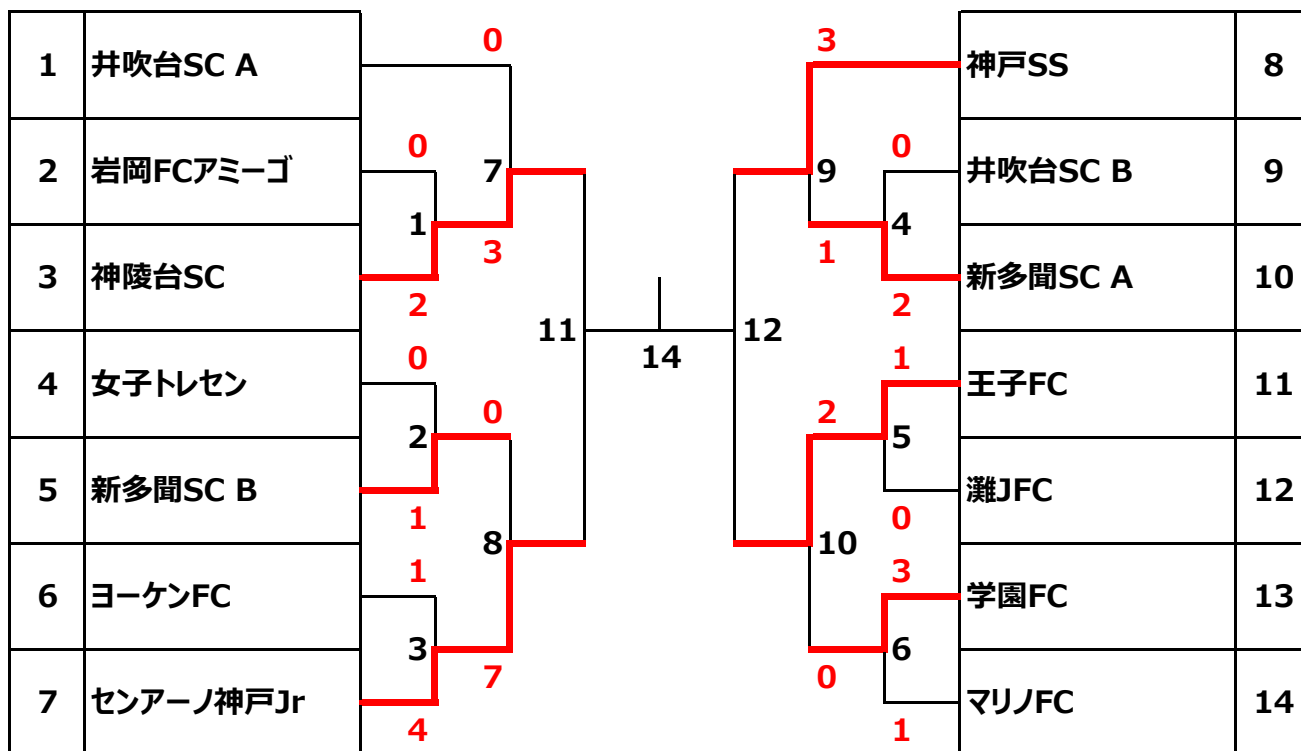 0 3
1 井吹台SC A 神戸SS 8
0 0
2 岩岡FCアミーゴ 7 9 井吹台SC B 9
1 4
3 1
3 神陵台SC 新多聞SC A 10
2 2
11 12
14
0 1
4 女子トレセン 王子FC 11
0 2
2 5
5 新多聞SC B 灘JFC 12
1 0
8 10
1 3
6 ヨーケンFC 学園FC 13
3 6
7 0
7 センアーノ神戸Jr マリノFC 14
4 1